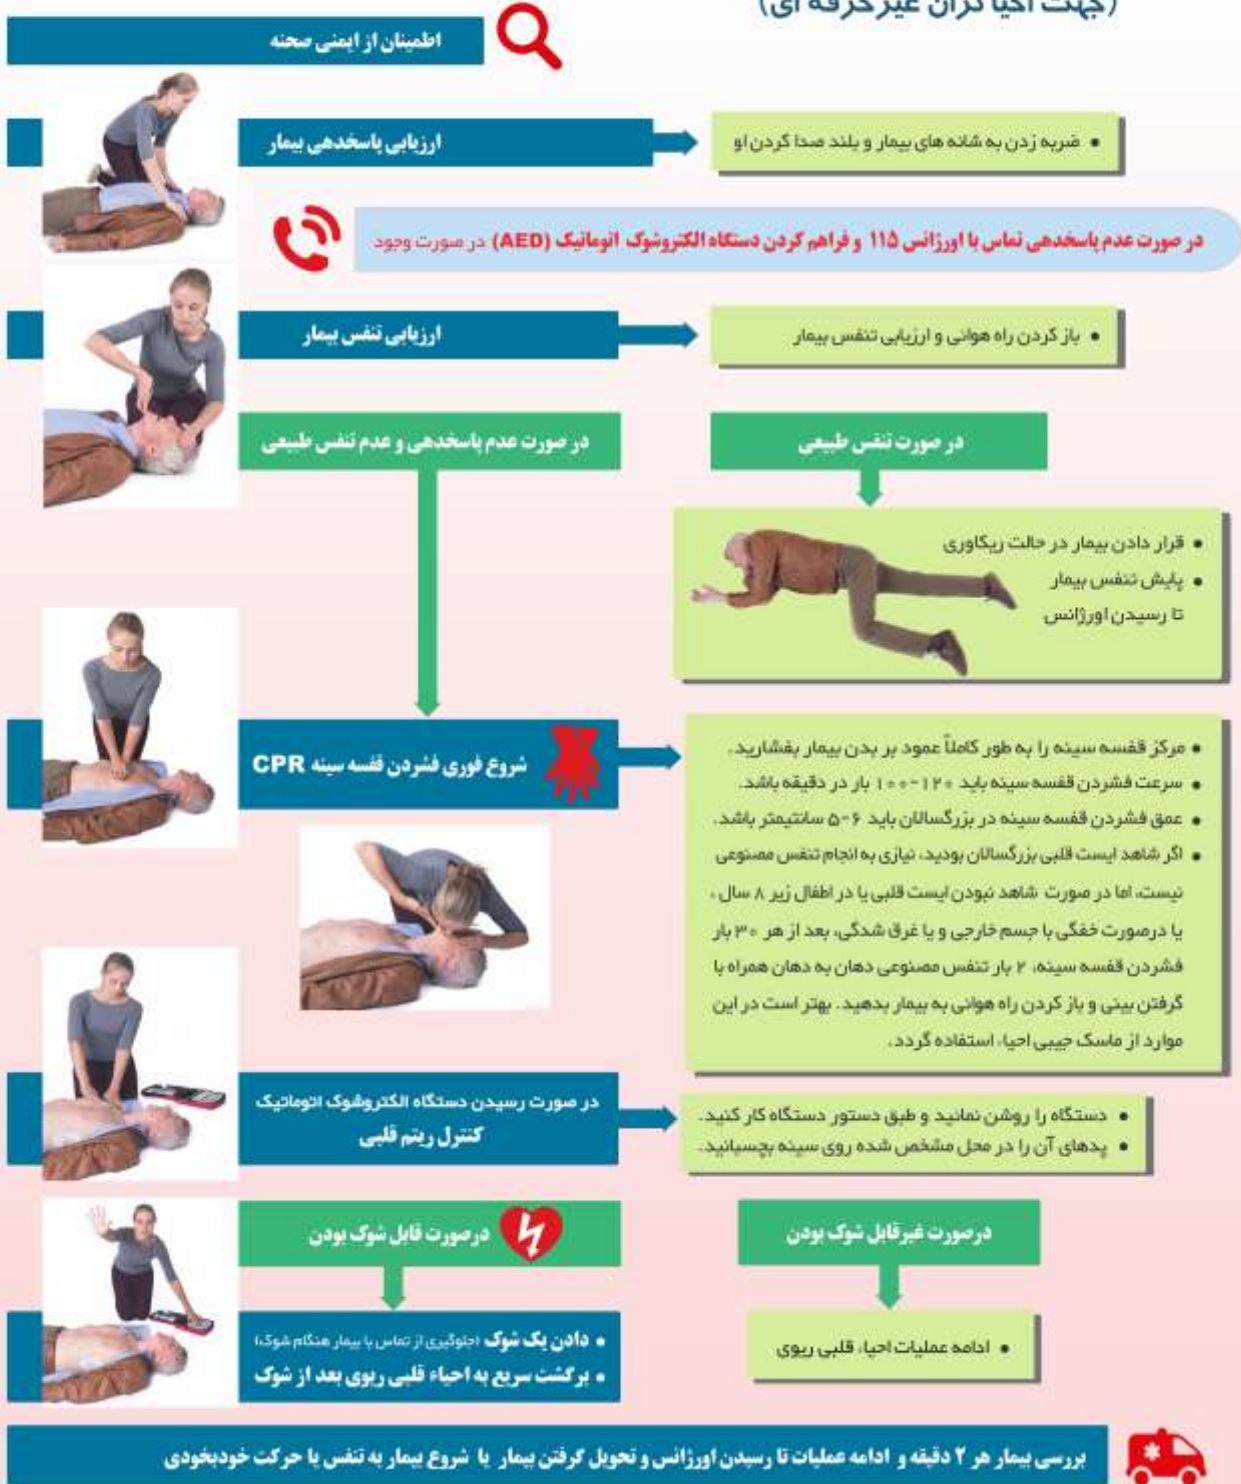 (جهت احیا گران غیر حرفه ای)
اطمینان از ایمنی صحنه
ارزیابی پاسخدهی بیمار
• ضربه زدن به شانه های بیمار و بلند صدا کردن او
در صورت عدم پاسخدهی تماس با اورژانس ۱۱۵ و فراهم کردن دستگاه الکتروشوک اتوماتیک (AED) در صورت وجود
ارزیابی تنفس بیمار
• باز کردن راه هوائی و ارزیابی تنفس بیمار
در صورت تنفس طبیعی
در صورت عدم پاسخدهی و عدم تنفس طبیعی
• قرار دادن بیمار در حالت ریکاوری
• پایش تنفس بیمار
تا رسیدن اورژانس
شروع فوری فشردن قفسه سینه CPR
• مرکز قفسه سینه را به طور کاملاً عمود بر بدن بیمار بفشارید.
• سرعت فشردن قفسه سینه باید ۱۲۰-۱۰۰ بار در دقیقه باشد.
• عمق فشردن قفسه سینه در بزرگسالان باید ۶-۵ سانتیمتر باشد.
• اگر شاهد ایست قلبی بزرگسالان بودید، نیازی به انجام تنفس مصنوعی
نیست، اما در صورت شاهد نبودن ایست قلبی یا در اطفال زیر ۸ سال ،
یا درصورت خفگی با جسم خارجی و یا غرق شدگی، بعد از هر ۳۰ بار
فشردن قفسه سینه، ۲ بار تنفس مصنوعی دهان به دهان همراه با
گرفتن بینی و باز کردن راه هوائی به بیمار بدهید. بهتر است در این
موارد از ماسک جیبی احیاء استفاده گردد.
در صورت رسیدن دستگاه الکتروشوک اتوماتیک
کنترل ریتم قلبی
• دستگاه را روشن نمائید و طبق دستور دستگاه کار کنید.
• پدهای آن را در محل مشخص شده روی سینه بچسبانید.
درصورت غیرقابل شوک بودن
درصورت قابل شوک بودن
• ادامه عملیات احیاء قلبی ریوی
• دادن یک شوک (جلوگیری از تماس با بیمار هنگام شوک)
• برگشت سریع به احیاء قلبی ریوی بعد از شوک
بررسی بیمار هر ۲ دقیقه و ادامه عملیات تا رسیدن اورژانس و تحویل گرفتن بیمار یا شروع بیمار به تنفس یا حرکت خودبخودی